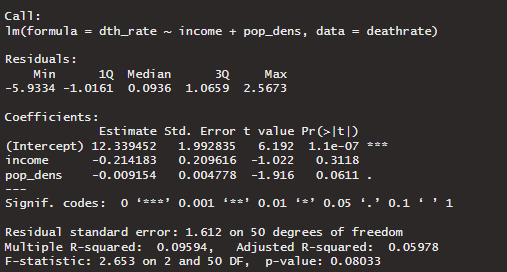 Call:
lm(formula = dth_rate ~ income + pop_dens, data = deathrate)
Residuals:
    Min      1Q  Median      3Q     Max
-5.9334 -1.0161  0.0936  1.0659  2.5673
Coefficients:
             Estimate Std. Error t value Pr(>|t|)
(Intercept) 12.339452   1.992835   6.192  1.1e-07 ***
income      -0.214183   0.209616  -1.022   0.3118
pop_dens    -0.009154   0.004778  -1.916   0.0611 .
---
Signif. codes:  0 ‘***’ 0.001 ‘**’ 0.01 ‘*’ 0.05 ‘.’ 0.1 ‘ ’ 1
Residual standard error: 1.612 on 50 degrees of freedom
Multiple R-squared:  0.09594,	Adjusted R-squared:  0.05978
F-statistic: 2.653 on 2 and 50 DF,  p-value: 0.08033